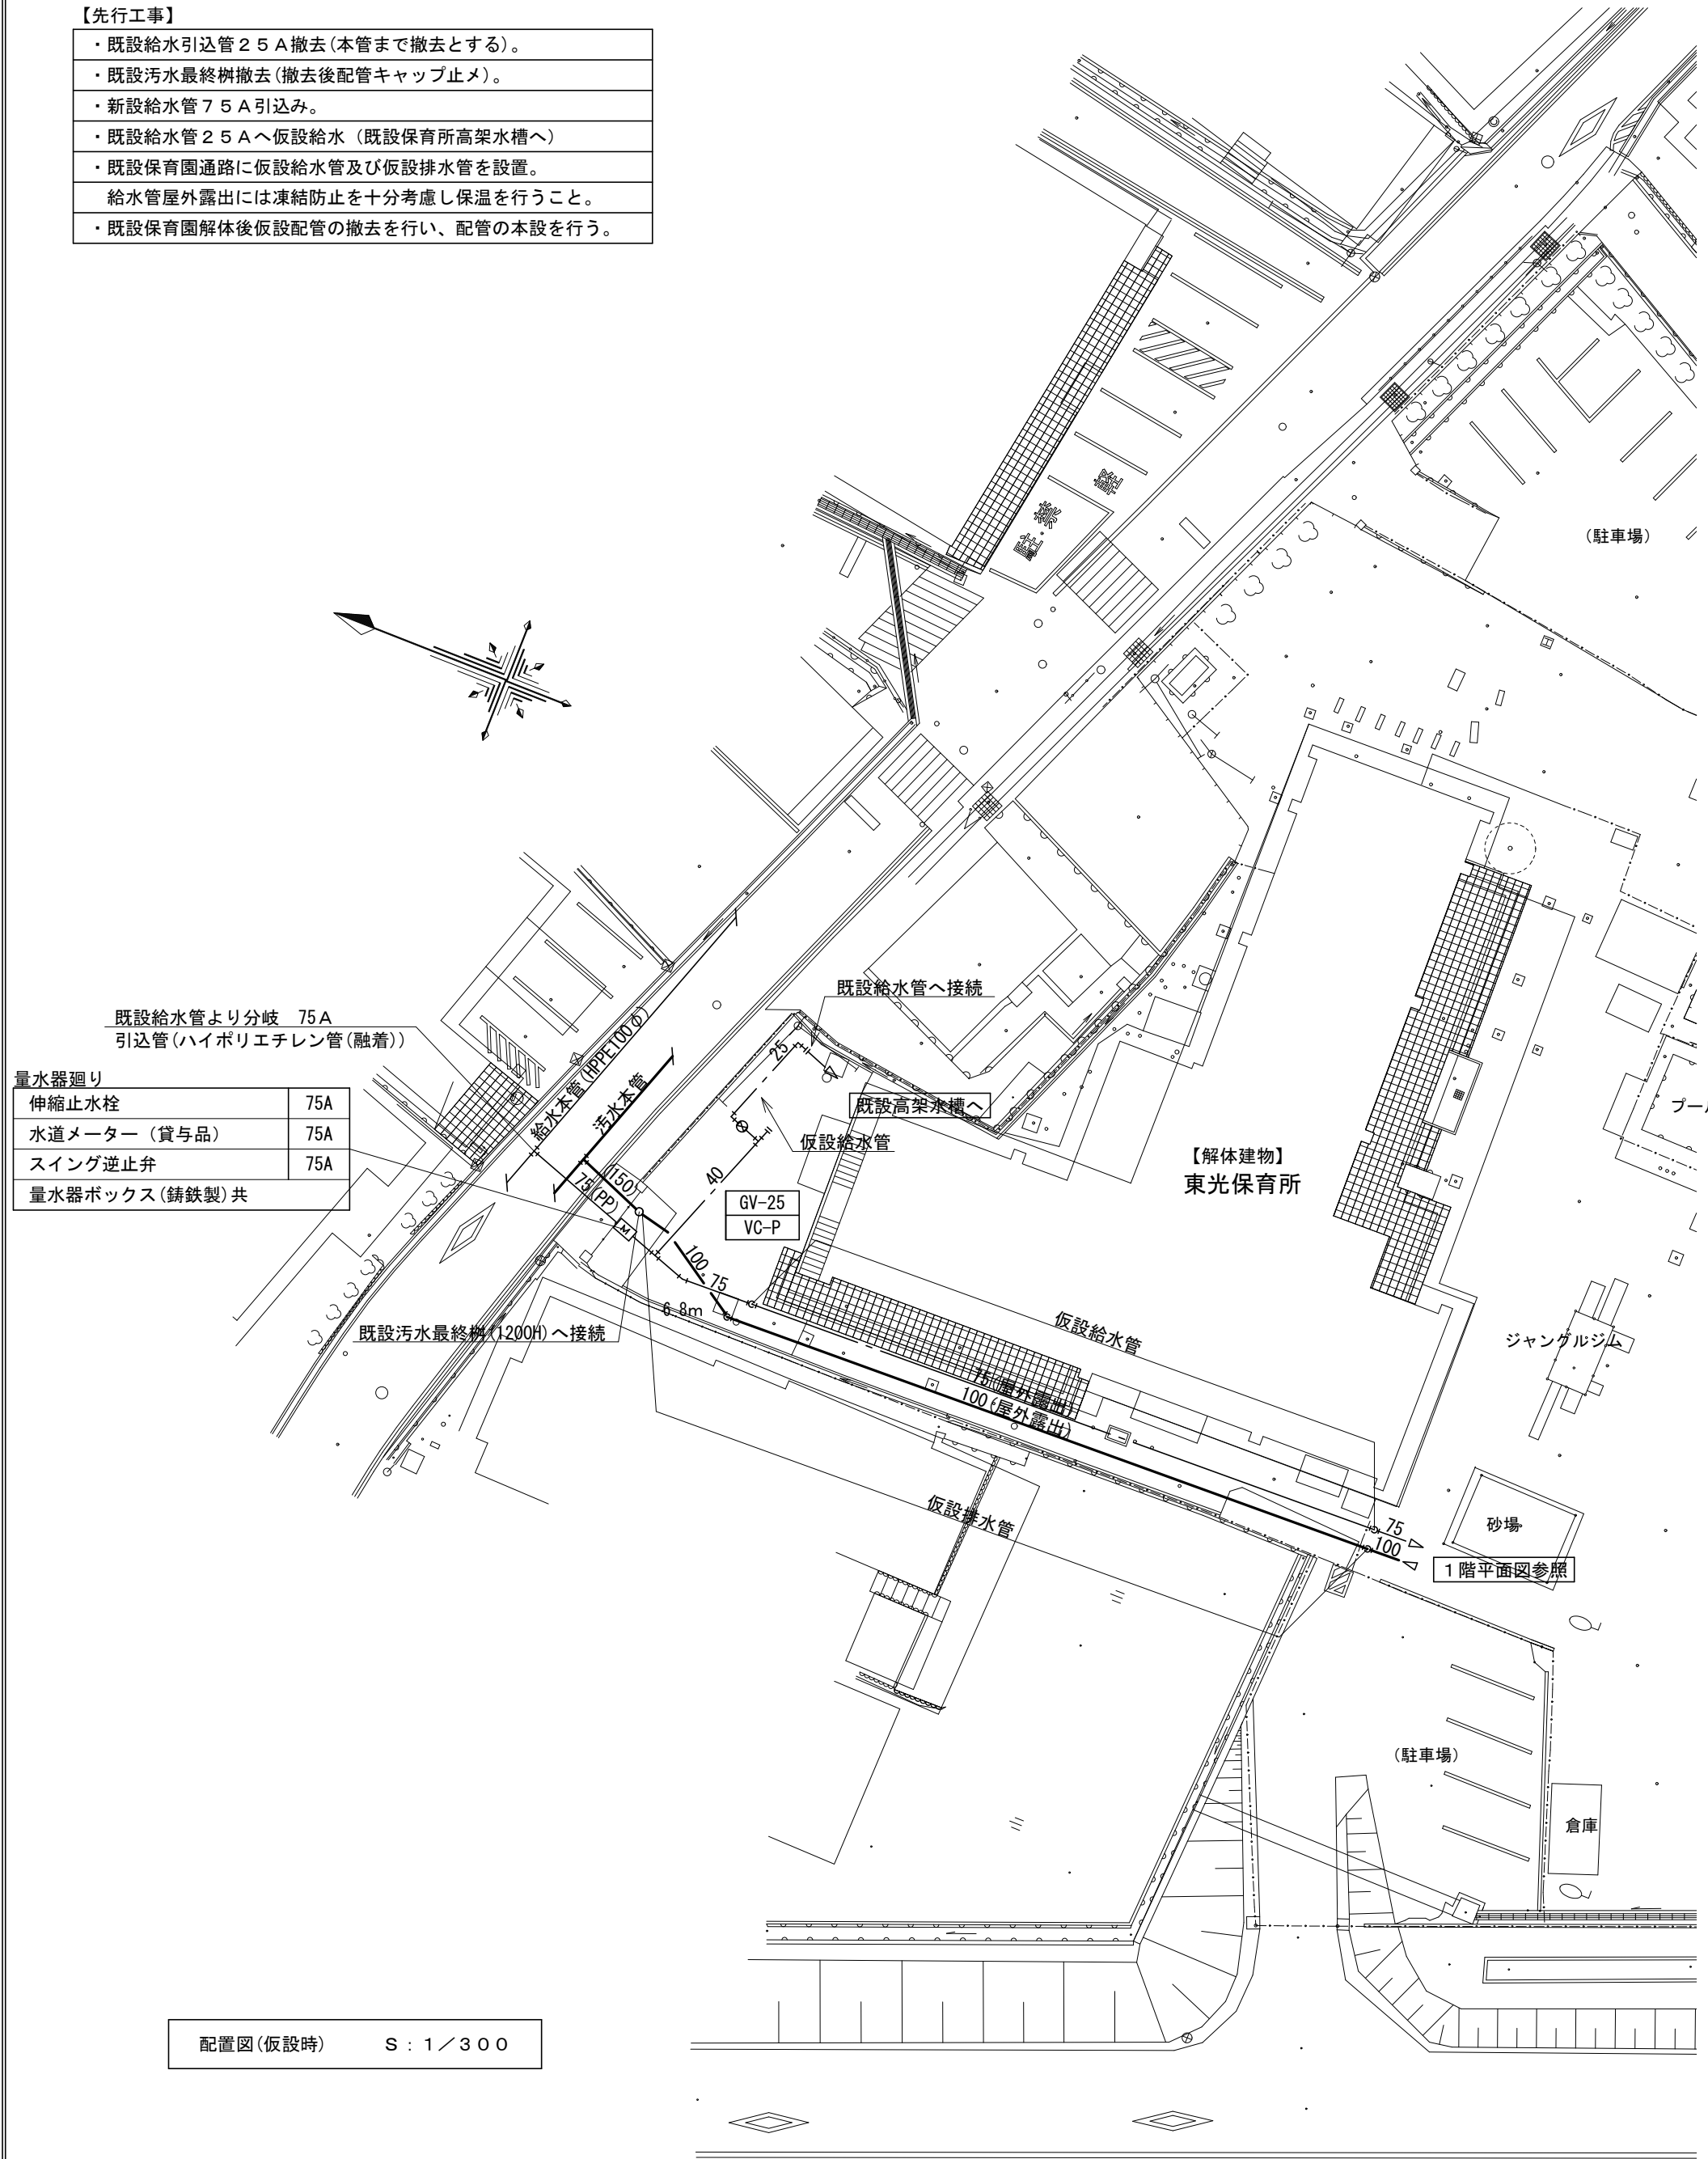 【先行工事】
・既設給水引込管２５Ａ撤去(本管まで撤去とする)。
・既設汚水最終桝撤去(撤去後配管キャップ止メ)。
・新設給水管７５Ａ引込み。
・既設給水管２５Ａへ仮設給水（既設保育所高架水槽へ）
・既設保育園通路に仮設給水管及び仮設排水管を設置。
給水管屋外露出には凍結防止を十分考慮し保温を行うこと。
・既設保育園解体後仮設配管の撤去を行い、配管の本設を行う。
(駐車場)
既設給水管へ接続
既設給水管より分岐　75Ａ
引込管(ハイポリエチレン管(融着))
給水本管(HPPE100φ)
汚水本管
25
既設高架水槽へ
仮設給水管
量水器廻り
伸縮止水栓 75A
水道メーター（貸与品） 75A
スイング逆止弁 75A
量水器ボックス(鋳鉄製)共
(150)
75(PP)
M
40
GV-25
VC-P
【解体建物】
東光保育所
プール
100
75
6.8m
既設汚水最終桝(1200H)へ接続
仮設給水管
75(屋外露出)
100(屋外露出)
ジャングルジム
仮設排水管
砂場
75
100
１階平面図参照
(駐車場)
倉庫
配置図(仮設時)　Ｓ：１／３００